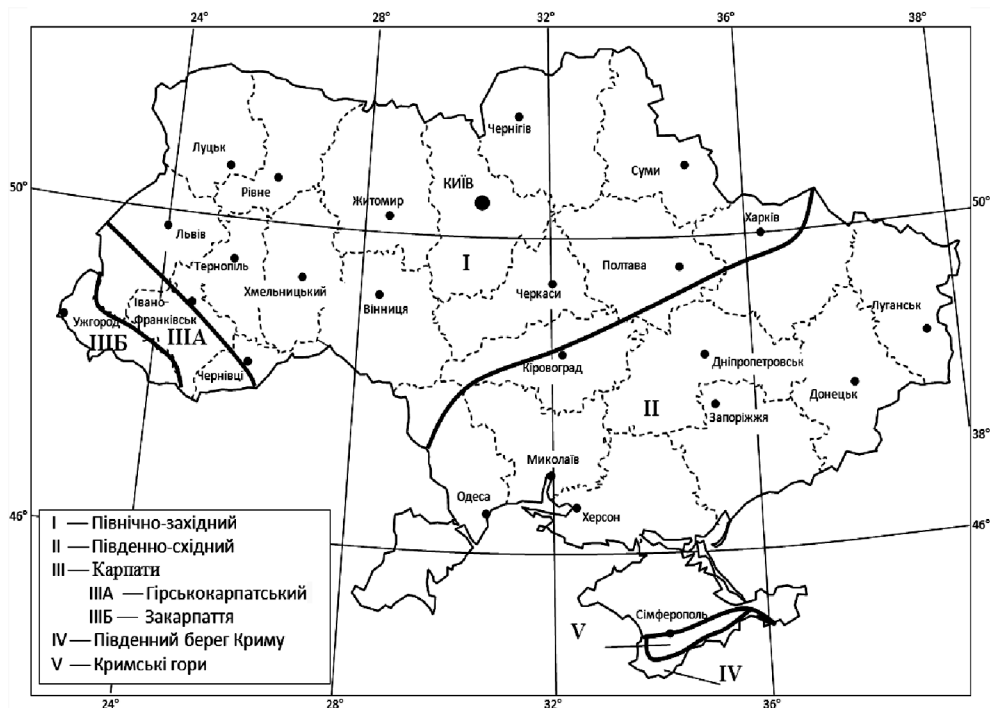 24°
28°
32°
36°
38°
Чернігів
Луцьк
Суми
50°
Рівне
КИЇВ
Житомир
50°
Харків
Львів
Тернопіль
I
Полтава
Хмельницький
Черкаси
Івано-
Франківськ
Вінниця
Луганськ
Ужгород
IIIБ
IIIА
Чернівці
Кіровоград
Дніпропетровськ
Донецьк
II
Запоріжжя
38°
Миколаїв
Одеса
Херсон
46°
46°
I — Північно-західний
II — Південно-східний
III — Карпати
IIIА — Гірськокарпатський
IIIБ — Закарпаття
IV — Південний берег Криму
V — Кримські гори
Сімферополь
V
IV
24°
28°
32°
36°